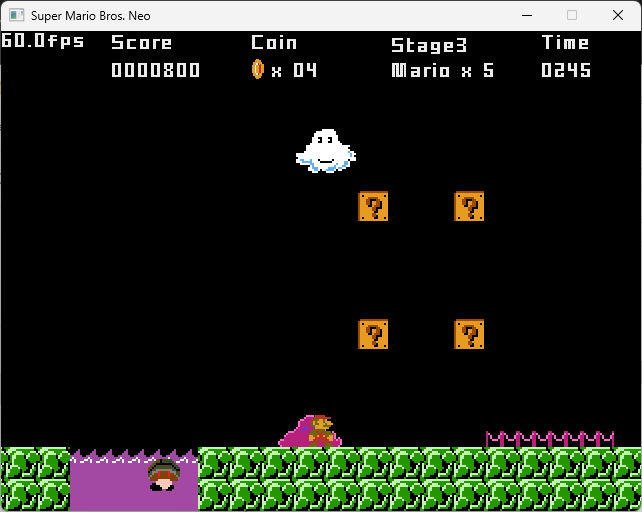 Super Mario Bros. Neo
60.0fps Score Coin Stage3 Time
0000800 x 04 Mario x 5 0245
? ?
? ?